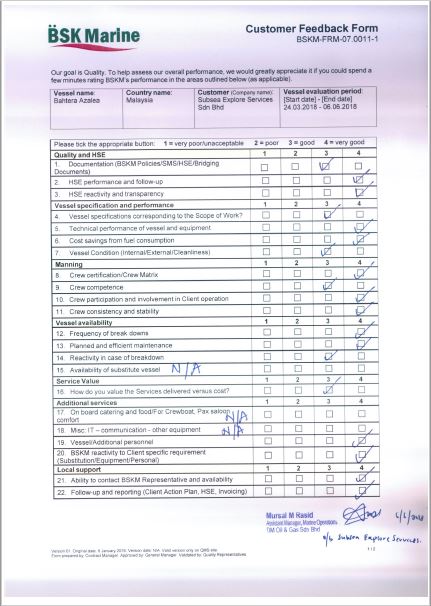 BSK Marine
Customer Feedback Form
BSKM-FRM-07.0011-1
Our goal is Quality. To help assess our overall performance, we would greatly appreciate it if you could spend a
few minutes rating BSKM's performance in the areas outlined below (as applicable).
Vessel name: Country name: Customer (Company name): Vessel evaluation period:
Bahtera Azalea Malaysia Subsea Explore Services [Start date] - [End date]
Sdn Bhd 24.03.2018 - 06.06.2018
Please tick the appropriate button: 1 = very poor/unacceptable 2 = poor 3 = good 4 = very good
Quality and HSE 1 2 3 4
1. Documentation (BSKM Policies/SMS/HSE/Bridging
Documents)
2. HSE performance and follow-up
3. HSE reactivity and transparency
Vessel specification and performance 1 2 3 4
4. Vessel specifications corresponding to the Scope of Work?
5. Technical performance of vessel and equipment
6. Cost savings from fuel consumption
7. Vessel Condition (Internal/External/Cleanliness)
Manning 1 2 3 4
8 Crew certification/Crew Matrix
9. Crew competence
10. Crew participation and involvement in Client operation
11. Crew consistency and stability
Vessel availability 1 2 3 4
12. Frequency of break downs
13. Planned and efficient maintenance
14. Reactivity in case of breakdown
15. Availability of substitute vessel N/A
Service Value 1 2 3 4
16. How do you value the Services delivered versus cost?
Additional services 1 2 3 4
17. On board catering and food/For Crewboat, Pax saloon
comfort N/A
18. Misc: IT – communication - other equipment N/A
19. Vessel/Additional personnel
20. BSKM reactivity to Client specific requirement
(Substitution/Equipment/Personal)
Local support 1 2 3 4
21. Ability to contact BSKM Representative and availability
22. Follow-up and reporting (Client Action Plan, HSE, Invoicing)
Mursal M Rasid
Assistant Manager, Marine Operations
TIM Oil & Gas Sdn Bhd
o/b Subsea Explore Services.
Version 01 Original date: 5 January 2016 Version date: N/A Valid version only on QMS site.
Form prepared by: Contract Manager Approved by: General Manager Validated by: Quality Representatives
1 / 2